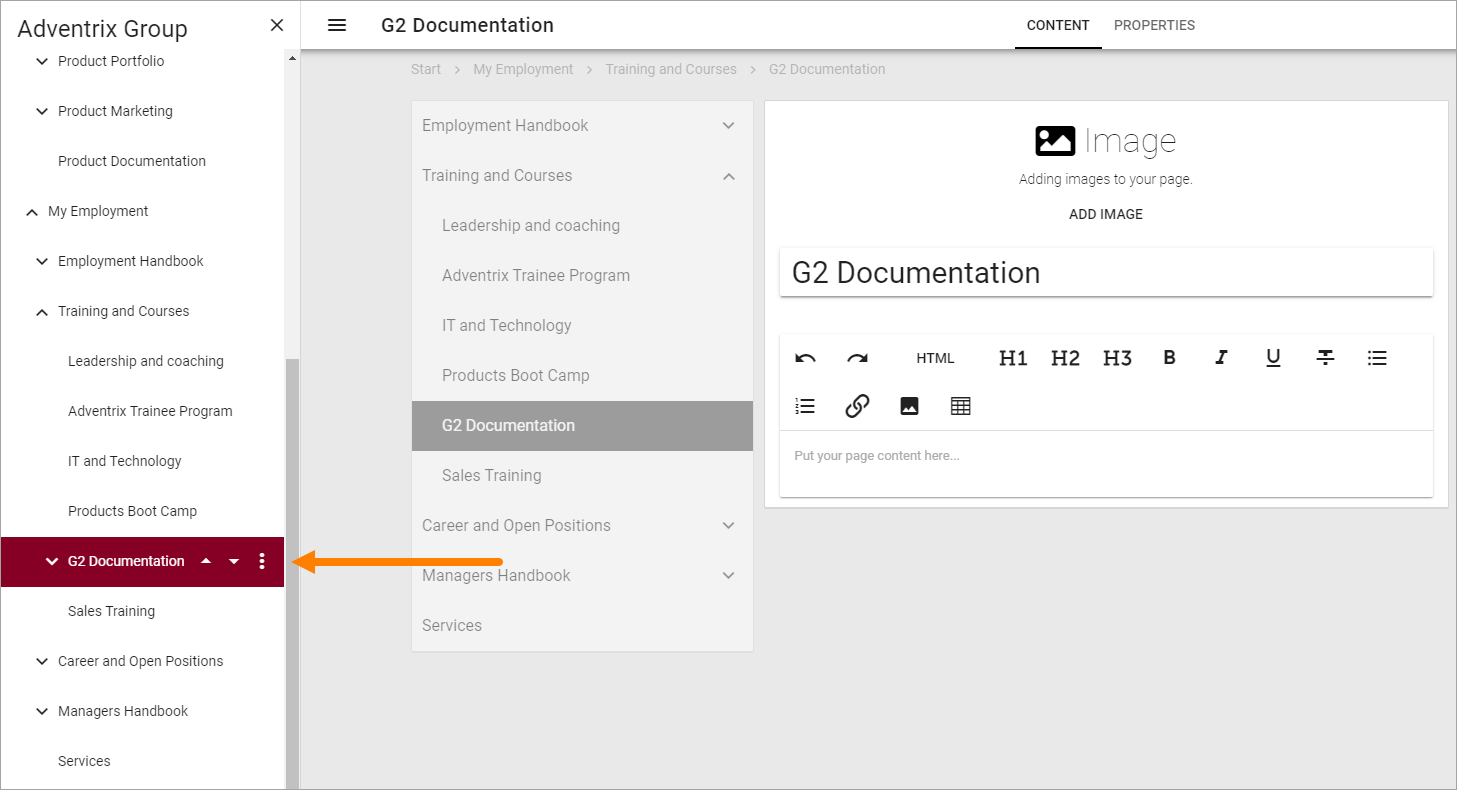 Adventrix Group
Product Portfolio
Product Marketing
Product Documentation
My Employment
Employment Handbook
Training and Courses
Leadership and coaching
Adventrix Trainee Program
IT and Technology
Products Boot Camp
G2 Documentation
Sales Training
Career and Open Positions
Managers Handbook
Services
G2 Documentation
CONTENT PROPERTIES
Start > My Employment > Training and Courses > G2 Documentation
Employment Handbook
Training and Courses
Leadership and coaching
Adventrix Trainee Program
IT and Technology
Products Boot Camp
G2 Documentation
Sales Training
Career and Open Positions
Managers Handbook
Services
Image
Adding images to your page.
ADD IMAGE
G2 Documentation
HTML H1 H2 H3 B I U T
Put your page content here...